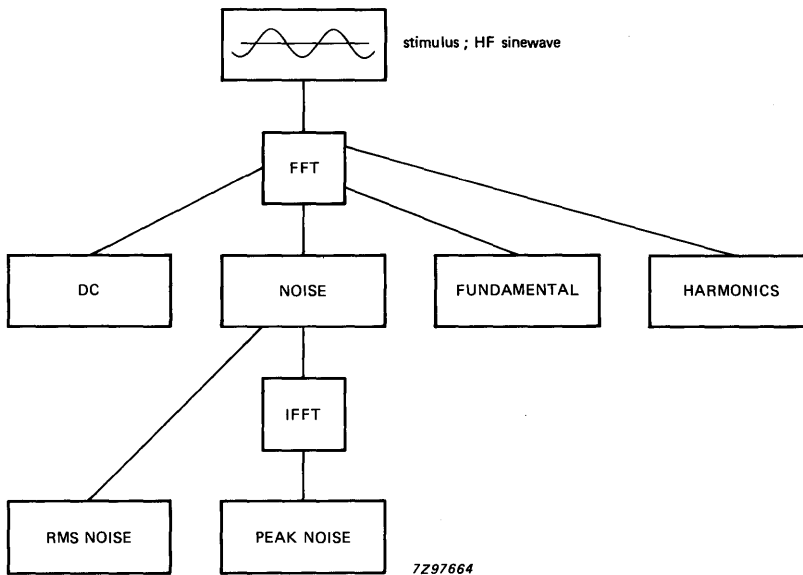 stimulus ; HF sinewave
FFT
DC
NOISE
FUNDAMENTAL
HARMONICS
IFFT
RMS NOISE
PEAK NOISE
7Z97664